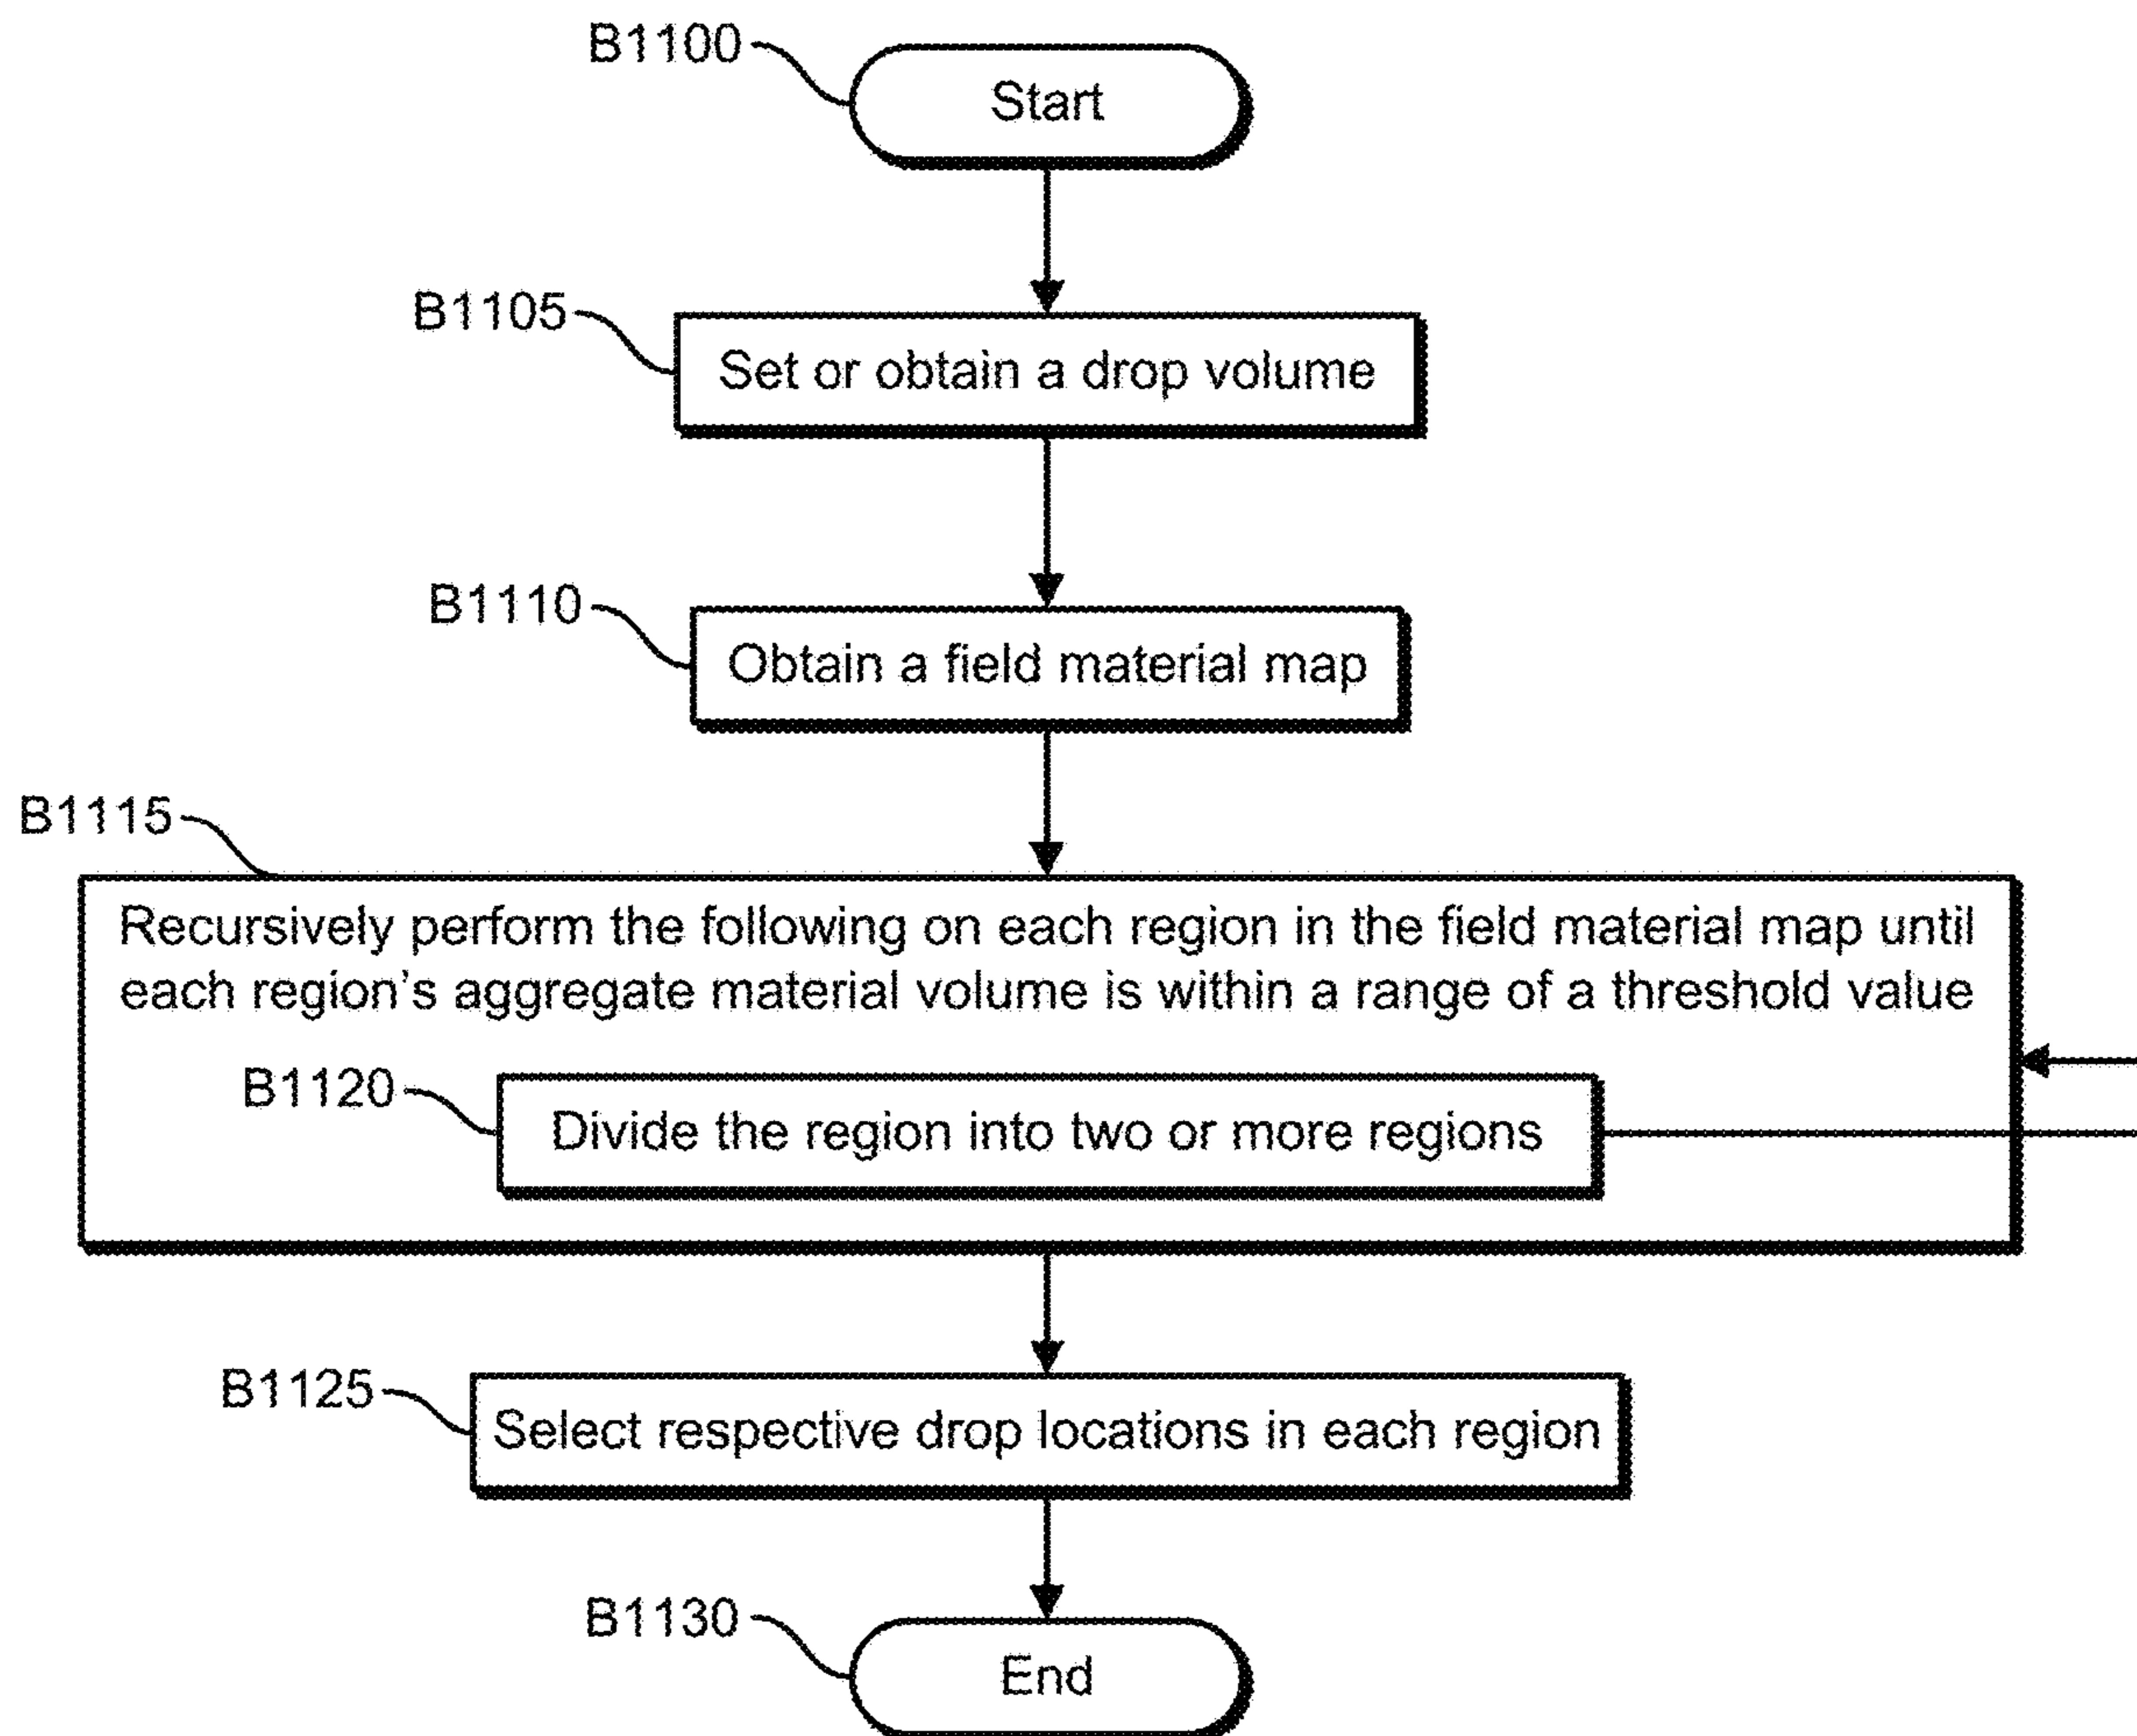 B1100
Start
B1105
Set or obtain a drop volume
B1110
Obtain a field material map
B1115
Recursively perform the following on each region in the field material map until
each region's aggregate material volume is within a range of a threshold value
B1120
Divide the region into two or more regions
B1125
Select respective drop locations in each region
B1130
End